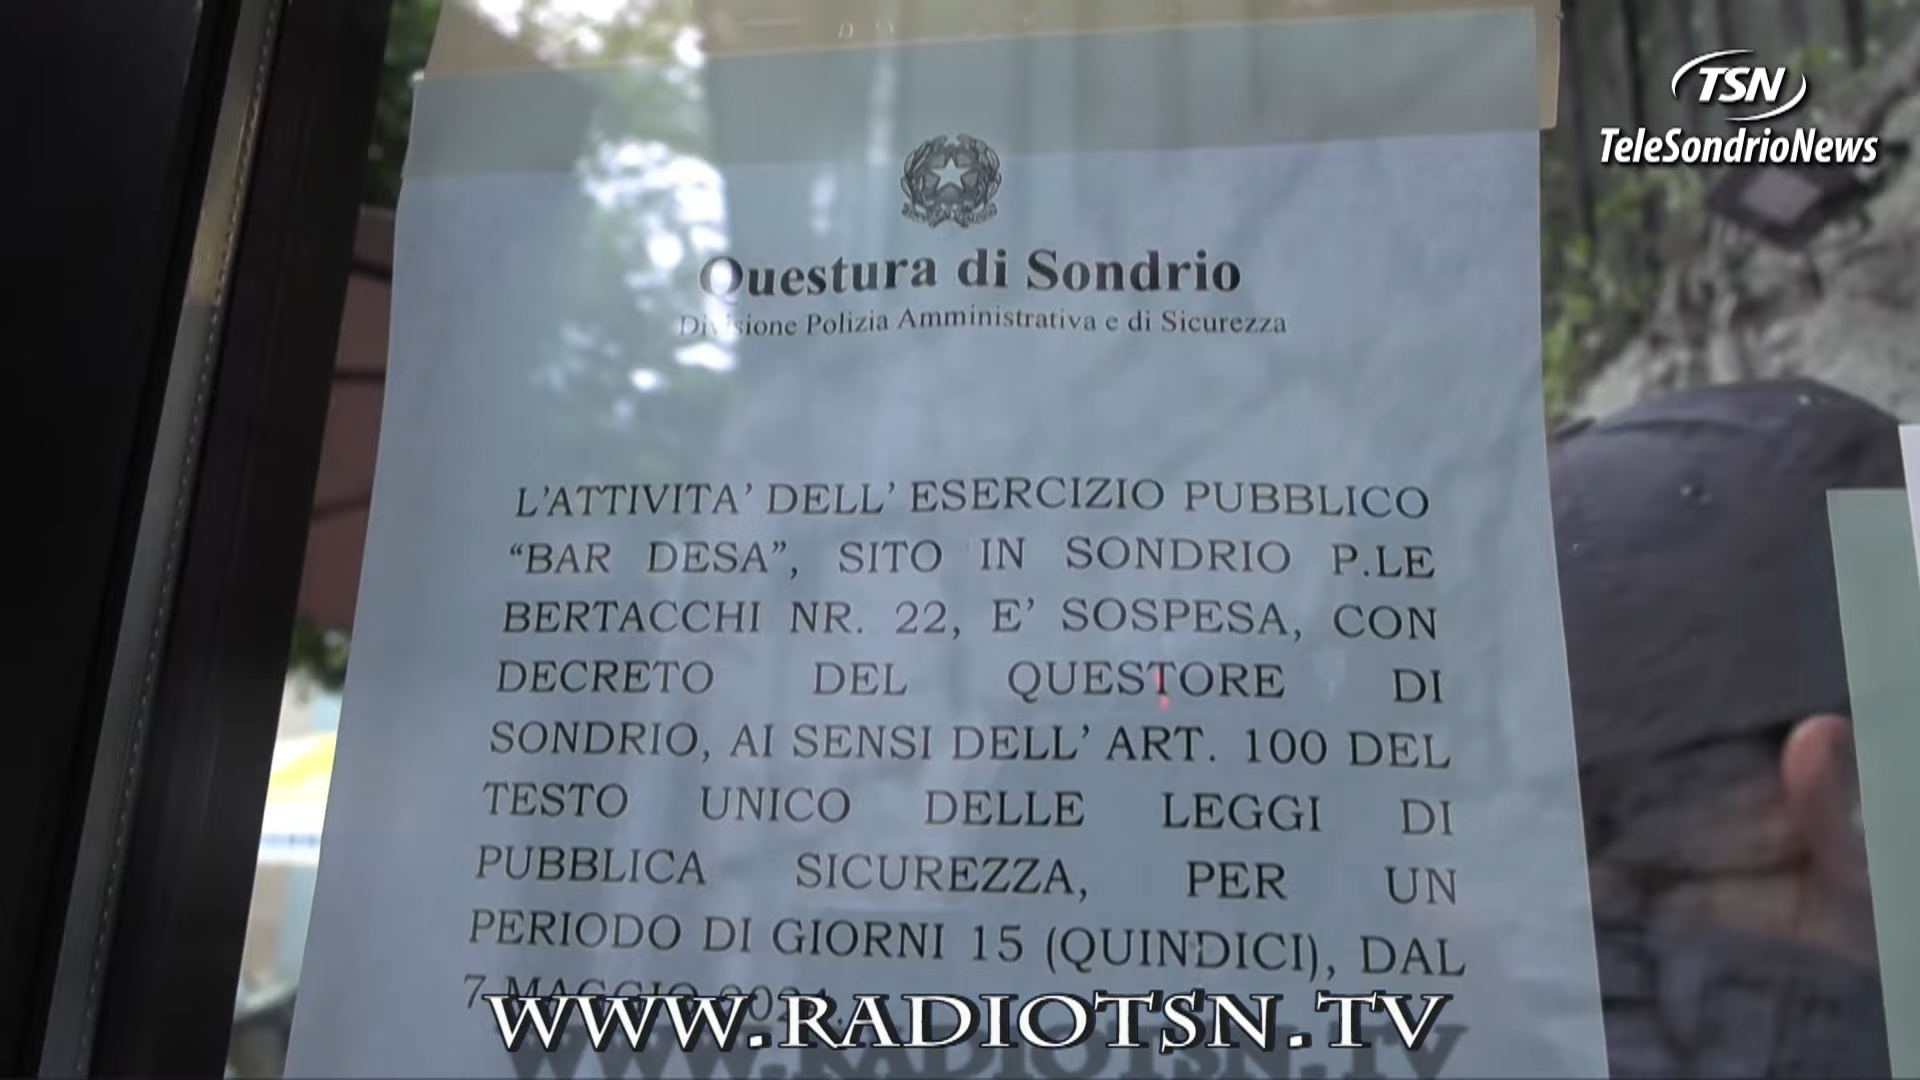 TSN
TeleSondrioNews
Questura di Sondrio
Divisione Polizia Amministrativa e di Sicurezza
L'ATTIVITA' DELL' ESERCIZIO PUBBLICO
“BAR DESA”, SITO IN SONDRIO P.LE
BERTACCHI NR. 22, E' SOSPESA, CON
DECRETO DEL QUESTORE DI
SONDRIO, AI SENSI DELL' ART. 100 DEL
TESTO UNICO DELLE LEGGI DI
PUBBLICA SICUREZZA, PER UN
PERIODO DI GIORNI 15 (QUINDICI), DAL
7 MAGGIO
WWW.RADIOTSN.TV